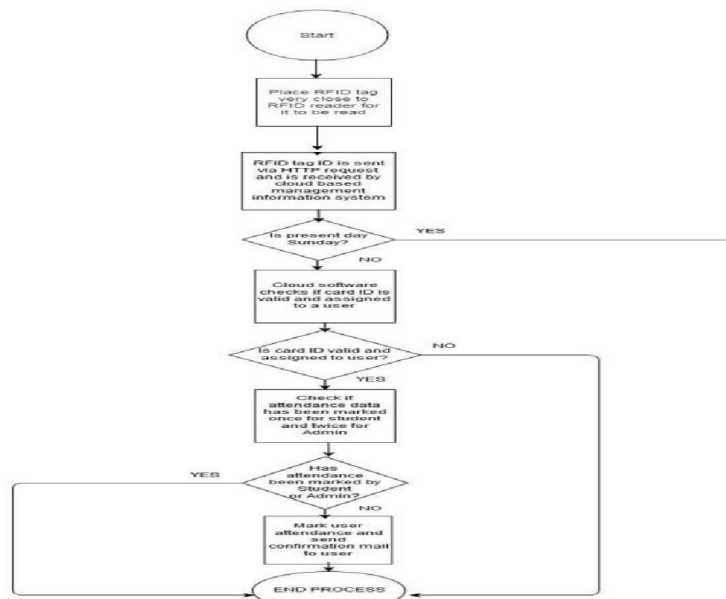 Start
Place RFID tag
very close to
RFID reader for
it to be read
RFID tag ID is sent
via HTTP request
and is received by
cloud based
management
information system
Is present day
Sunday?
YES
NO
Cloud software
checks if card ID is
valid and assigned
to a user
Is card ID valid and
assigned to user?
NO
YES
Check if
attendance data
has been marked
once for student
and twice for
Admin
Has
attendance
been marked by
Student
or Admin?
YES
NO
Mark user
attendance and
send
confirmation mail
to user
END PROCESS